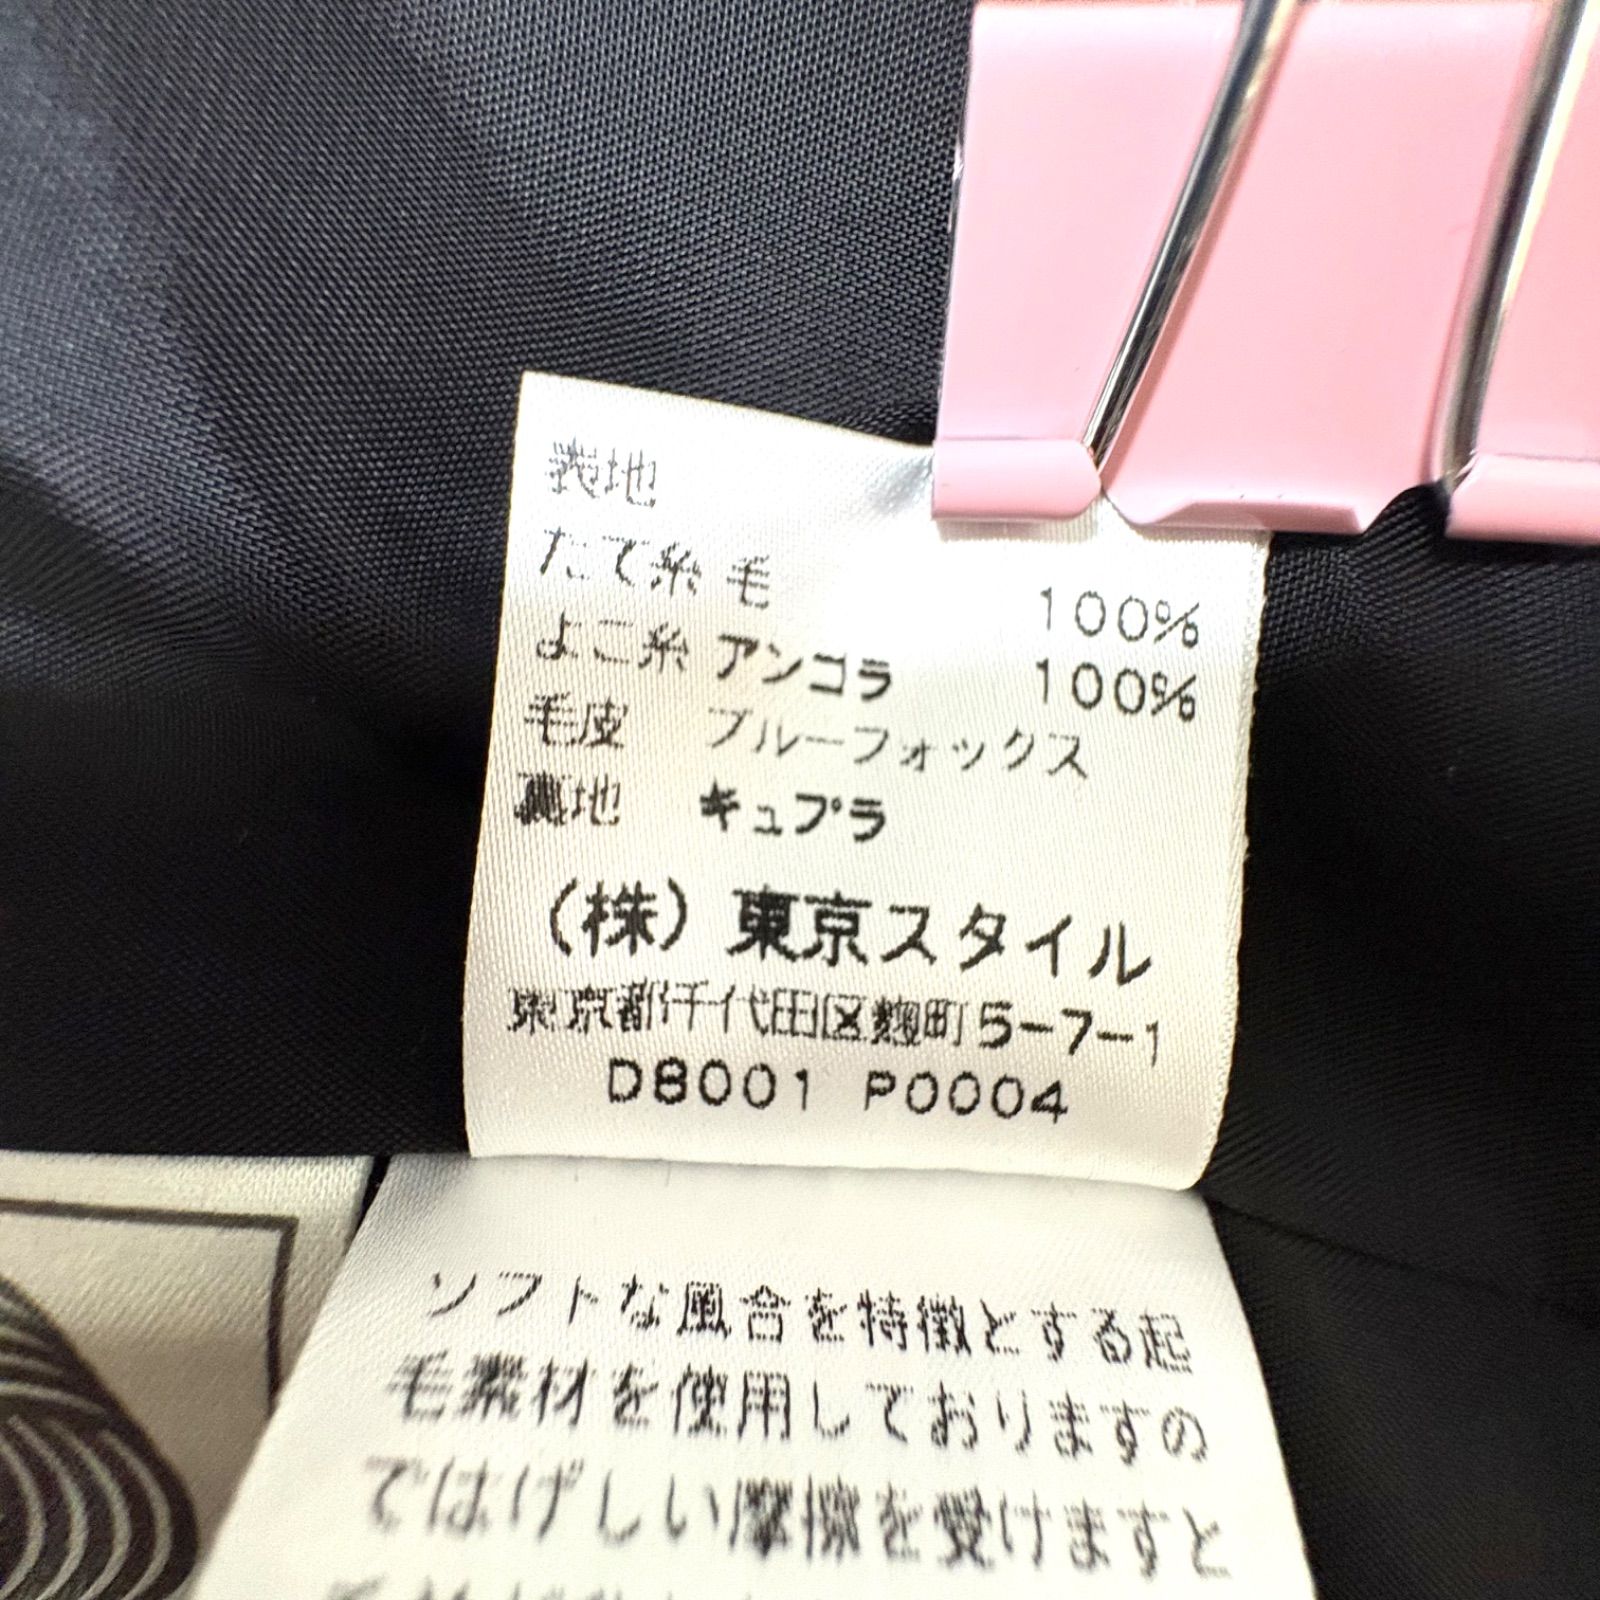 表地
たて糸 毛 100%
よこ糸 アンゴラ 100%
毛皮 ブルーフォックス
裏地 キュプラ
(株)東京スタイル
東京都千代田区麹町5-7-1
D8001 P0004
ソフトな風合を特徴とする起
毛素材を使用しておりますの
ではげしい摩擦を受けますと